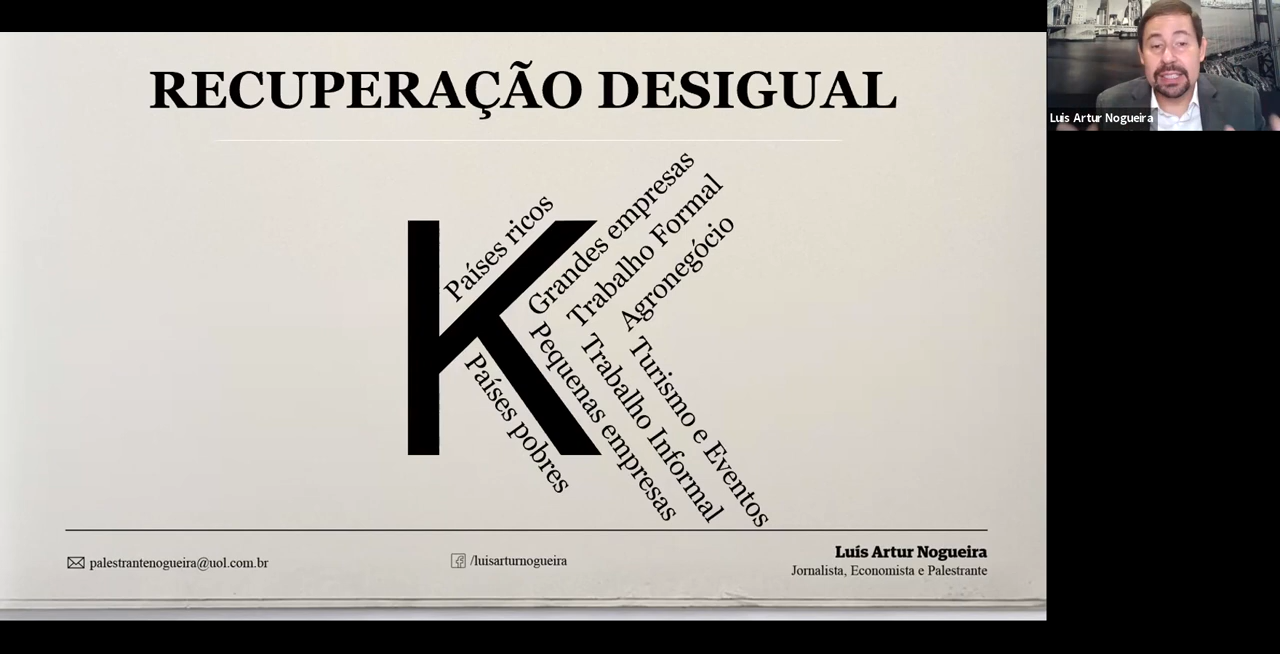 RECUPERAÇÃO DESIGUAL
K
Países ricos
Grandes empresas
Trabalho Formal
Agronegócio
Países pobres
Pequenas empresas
Trabalho Informal
Turismo e Eventos
palestrantenogueira@uol.com.br
/luisarturnogueira
Luís Artur Nogueira
Jornalista, Economista e Palestrante
Luis Artur Nogueira